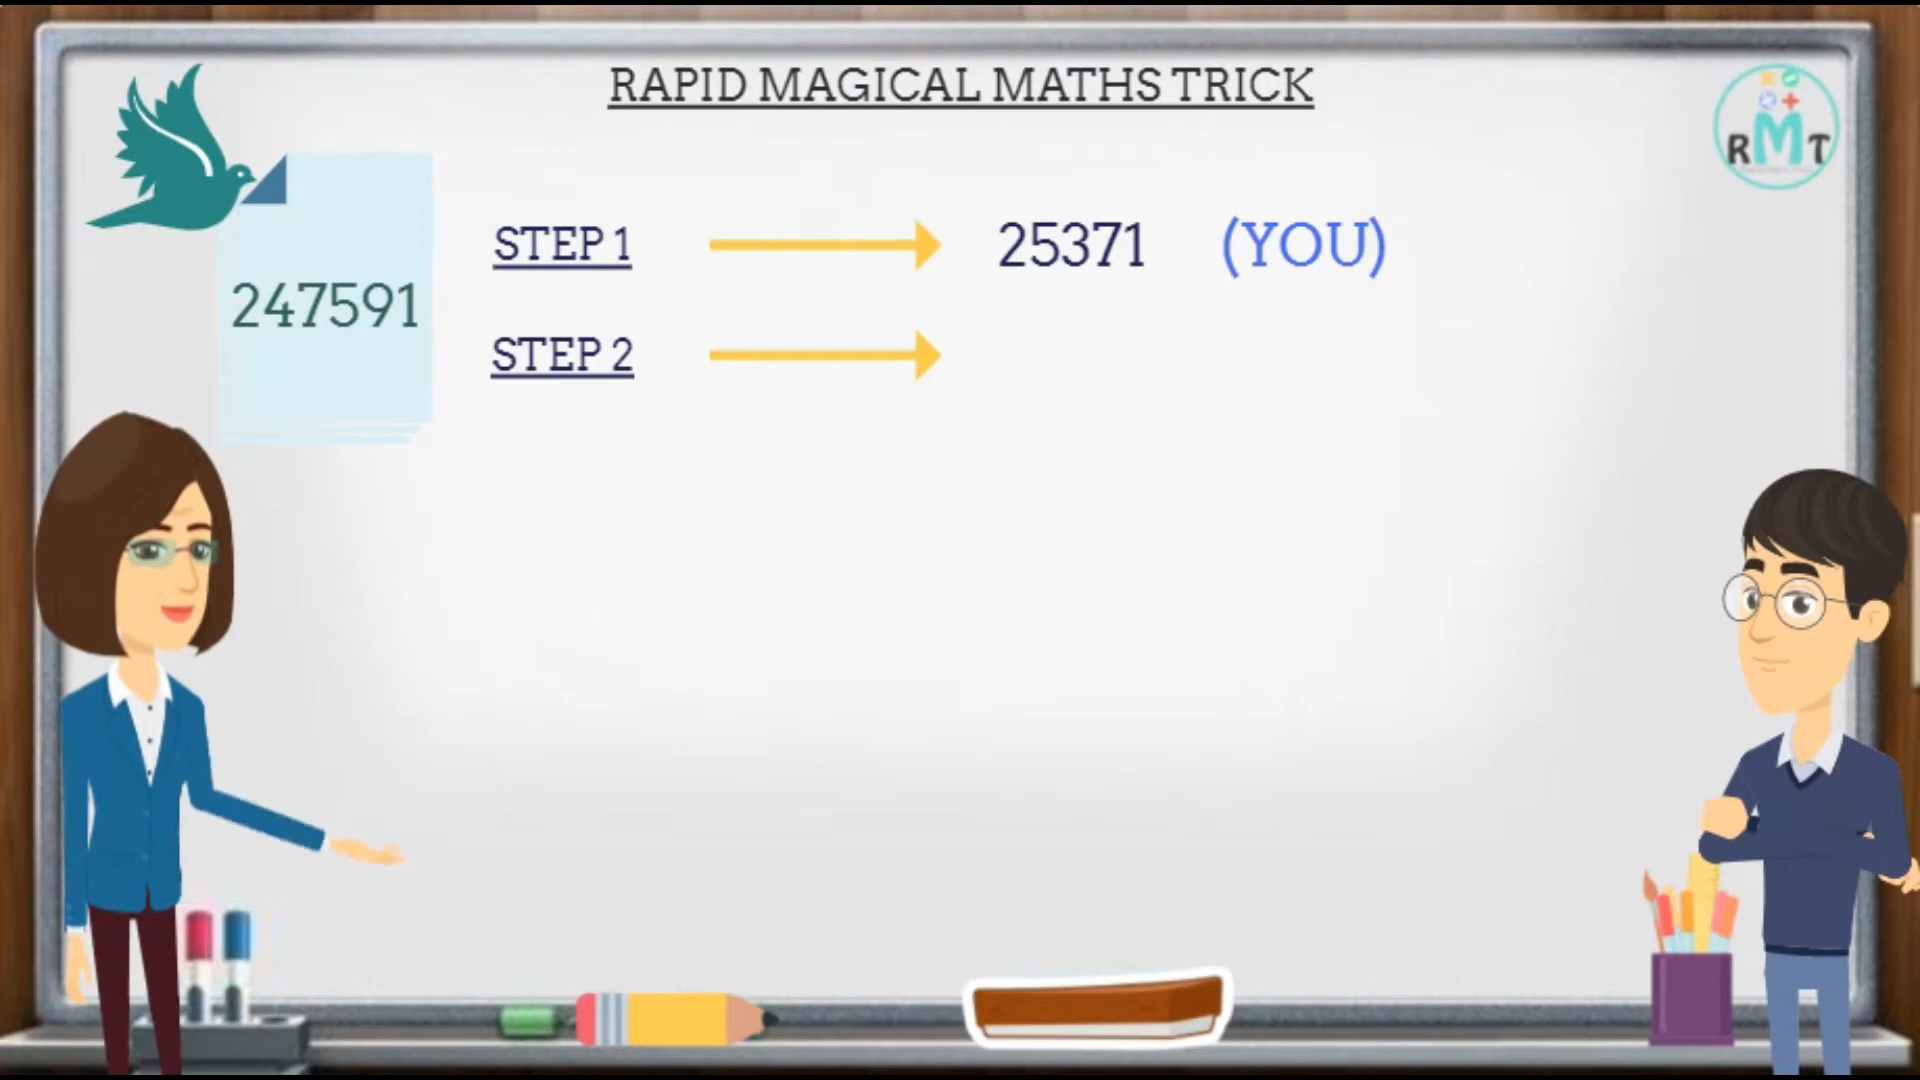 RAPID MAGICAL MATHS TRICK
RMT
247591
STEP 1 25371 (YOU)
STEP 2